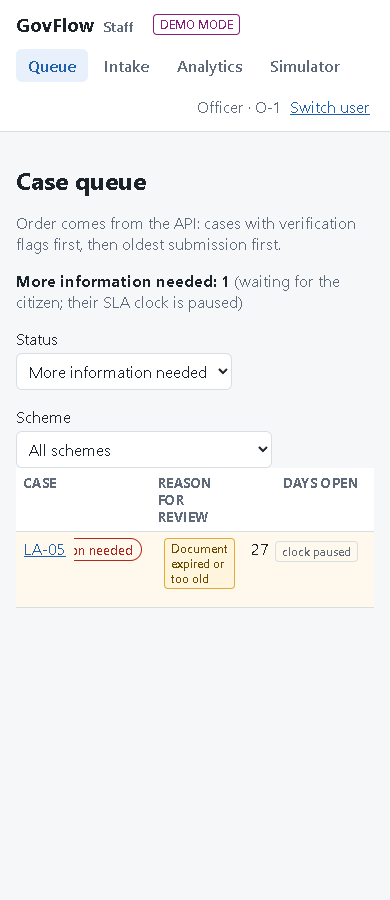 GovFlow Staff DEMO MODE
Queue Intake Analytics Simulator
Officer · O-1 Switch user
Case queue
Order comes from the API: cases with verification
flags first, then oldest submission first.
More information needed: 1 (waiting for the
citizen; their SLA clock is paused)
Status
More information needed
Scheme
All schemes
CASE REASON DAYS OPEN
FOR
REVIEW
LA-05 on needed Document 27 clock paused
expired or
too old